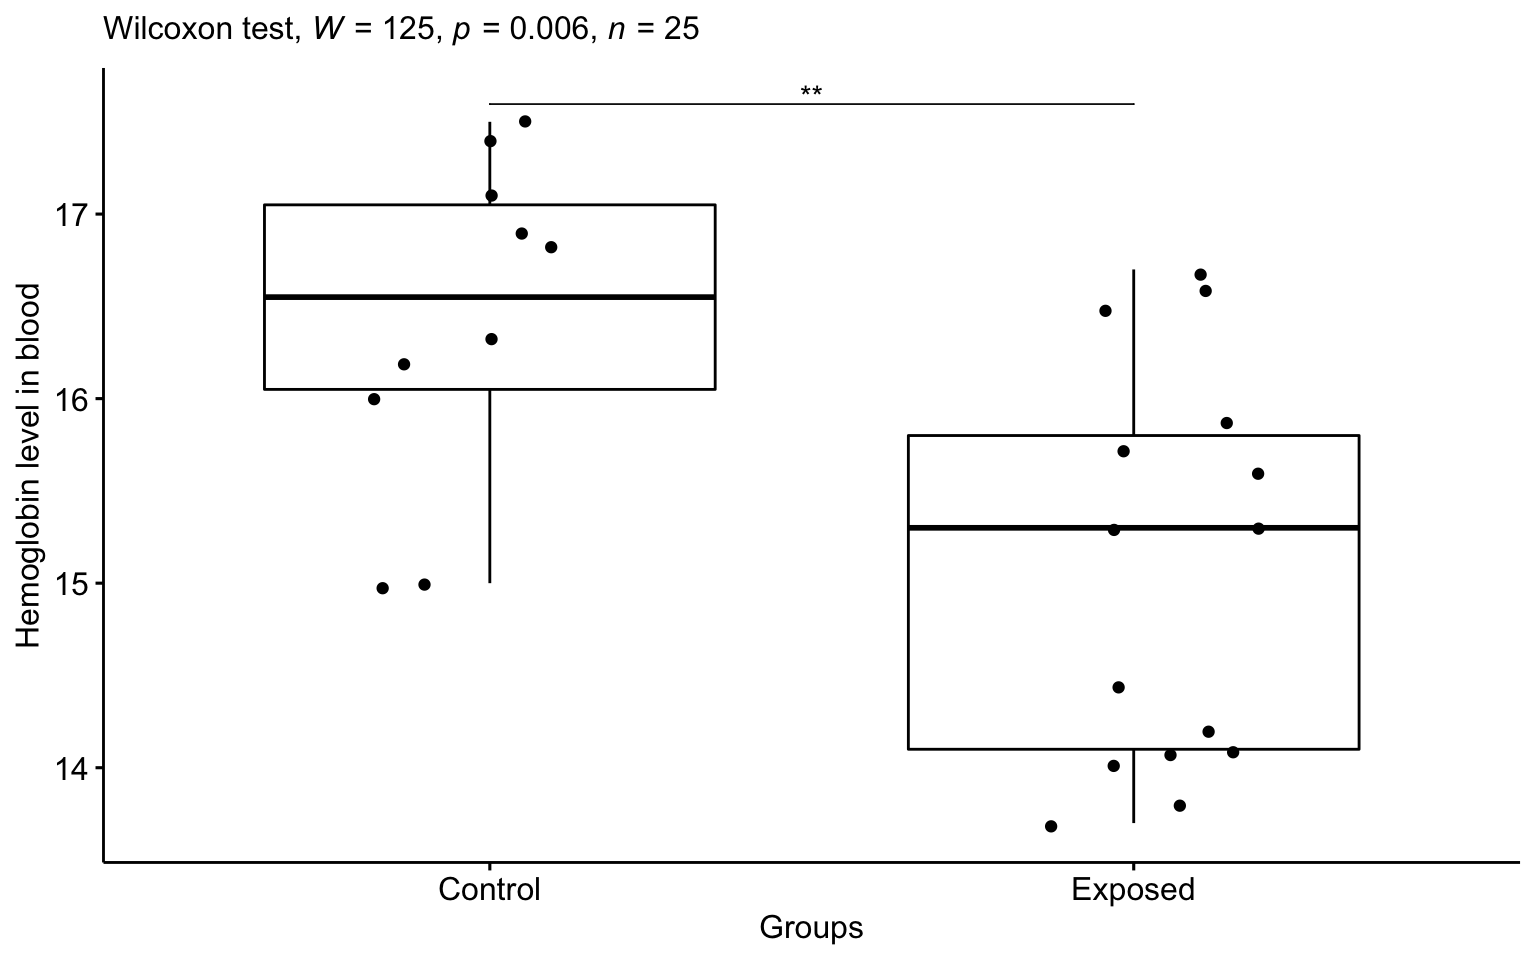 Wilcoxon test, W = 125, p = 0.006, n = 25
**
17
16
15
14
Hemoglobin level in blood
Control
Exposed
Groups